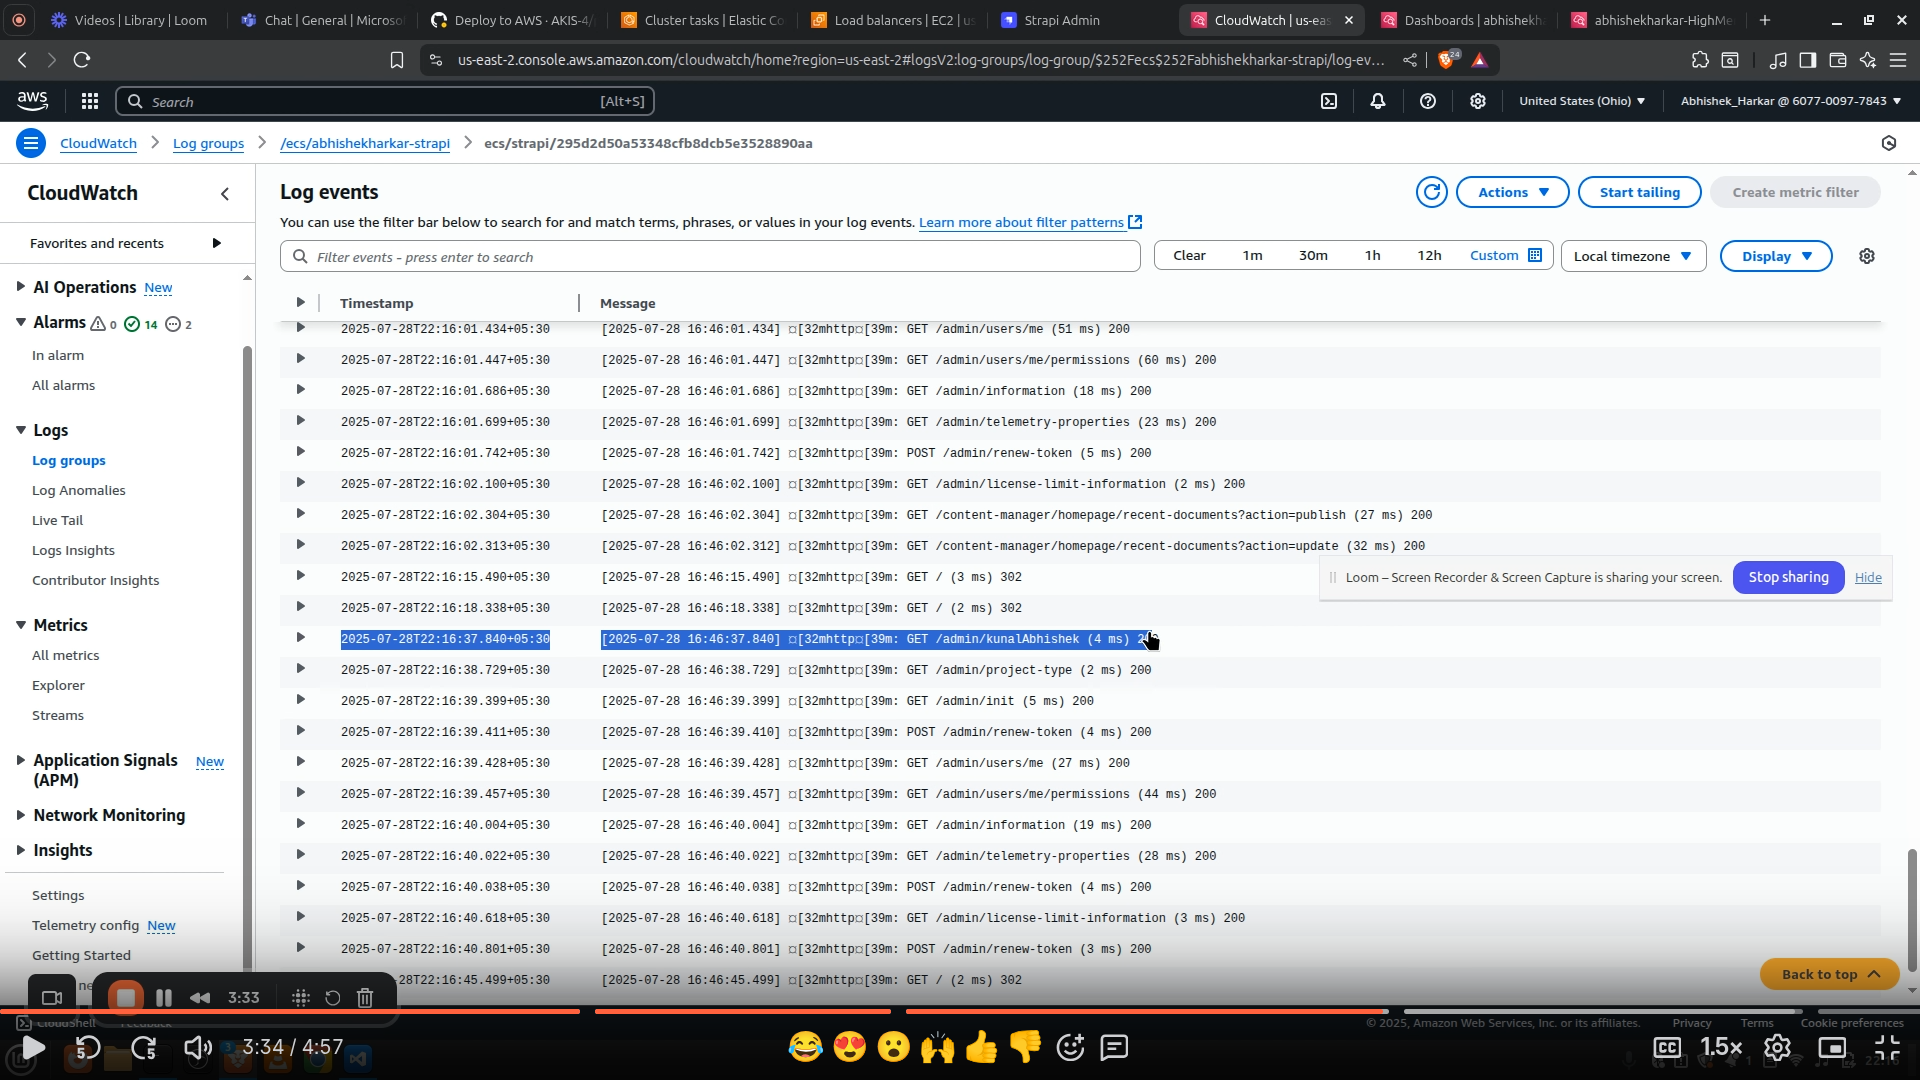 Videos | Library | Loom
Chat | General | Microso
Deploy to AWS · AKIS-4/
Cluster tasks | Elastic Co
Load balancers | EC2 | us
Strapi Admin
CloudWatch | us-eas
Dashboards | abhishekha
abhishekharkar-HighMe
us-east-2.console.aws.amazon.com/cloudwatch/home?region=us-east-2#logsV2:log-groups/log-group/$252Fecs$252Fabhishekharkar-strapi/log-ev...
24
aws
Search
[Alt+S]
United States (Ohio)
Abhishek_Harkar @ 6077-0097-7843
CloudWatch
Log groups
/ecs/abhishekharkar-strapi
ecs/strapi/295d2d50a53348cfb8dcb5e3528890aa
CloudWatch
Favorites and recents
AI Operations New
Alarms 0 14 2
In alarm
All alarms
Logs
Log groups
Log Anomalies
Live Tail
Logs Insights
Contributor Insights
Metrics
All metrics
Explorer
Streams
Application Signals (APM) New
Network Monitoring
Insights
Settings
Telemetry config New
Getting Started
Log events
Actions
Start tailing
Create metric filter
You can use the filter bar below to search for and match terms, phrases, or values in your log events. Learn more about filter patterns
Filter events - press enter to search
Clear 1m 30m 1h 12h Custom
Local timezone
Display
Timestamp Message
2025-07-28T22:16:01.434+05:30 [2025-07-28 16:46:01.434] ¤[32mhttp¤[39m: GET /admin/users/me (51 ms) 200
2025-07-28T22:16:01.447+05:30 [2025-07-28 16:46:01.447] ¤[32mhttp¤[39m: GET /admin/users/me/permissions (60 ms) 200
2025-07-28T22:16:01.686+05:30 [2025-07-28 16:46:01.686] ¤[32mhttp¤[39m: GET /admin/information (18 ms) 200
2025-07-28T22:16:01.699+05:30 [2025-07-28 16:46:01.699] ¤[32mhttp¤[39m: GET /admin/telemetry-properties (23 ms) 200
2025-07-28T22:16:01.742+05:30 [2025-07-28 16:46:01.742] ¤[32mhttp¤[39m: POST /admin/renew-token (5 ms) 200
2025-07-28T22:16:02.100+05:30 [2025-07-28 16:46:02.100] ¤[32mhttp¤[39m: GET /admin/license-limit-information (2 ms) 200
2025-07-28T22:16:02.304+05:30 [2025-07-28 16:46:02.304] ¤[32mhttp¤[39m: GET /content-manager/homepage/recent-documents?action=publish (27 ms) 200
2025-07-28T22:16:02.313+05:30 [2025-07-28 16:46:02.312] ¤[32mhttp¤[39m: GET /content-manager/homepage/recent-documents?action=update (32 ms) 200
2025-07-28T22:16:15.490+05:30 [2025-07-28 16:46:15.490] ¤[32mhttp¤[39m: GET / (3 ms) 302
Loom – Screen Recorder & Screen Capture is sharing your screen.
Stop sharing
Hide
2025-07-28T22:16:18.338+05:30 [2025-07-28 16:46:18.338] ¤[32mhttp¤[39m: GET / (2 ms) 302
2025-07-28T22:16:37.840+05:30 [2025-07-28 16:46:37.840] ¤[32mhttp¤[39m: GET /admin/kunalAbhishek (4 ms)
2025-07-28T22:16:38.729+05:30 [2025-07-28 16:46:38.729] ¤[32mhttp¤[39m: GET /admin/project-type (2 ms) 200
2025-07-28T22:16:39.399+05:30 [2025-07-28 16:46:39.399] ¤[32mhttp¤[39m: GET /admin/init (5 ms) 200
2025-07-28T22:16:39.411+05:30 [2025-07-28 16:46:39.410] ¤[32mhttp¤[39m: POST /admin/renew-token (4 ms) 200
2025-07-28T22:16:39.428+05:30 [2025-07-28 16:46:39.428] ¤[32mhttp¤[39m: GET /admin/users/me (27 ms) 200
2025-07-28T22:16:39.457+05:30 [2025-07-28 16:46:39.457] ¤[32mhttp¤[39m: GET /admin/users/me/permissions (44 ms) 200
2025-07-28T22:16:40.004+05:30 [2025-07-28 16:46:40.004] ¤[32mhttp¤[39m: GET /admin/information (19 ms) 200
2025-07-28T22:16:40.022+05:30 [2025-07-28 16:46:40.022] ¤[32mhttp¤[39m: GET /admin/telemetry-properties (28 ms) 200
2025-07-28T22:16:40.038+05:30 [2025-07-28 16:46:40.038] ¤[32mhttp¤[39m: POST /admin/renew-token (4 ms) 200
2025-07-28T22:16:40.618+05:30 [2025-07-28 16:46:40.618] ¤[32mhttp¤[39m: GET /admin/license-limit-information (3 ms) 200
2025-07-28T22:16:40.801+05:30 [2025-07-28 16:46:40.801] ¤[32mhttp¤[39m: POST /admin/renew-token (3 ms) 200
-28T22:16:45.499+05:30 [2025-07-28 16:46:45.499] ¤[32mhttp¤[39m: GET / (2 ms) 302
Back to top
3:33
CloudShell Feedback
© 2025, Amazon Web Services, Inc. or its affiliates. Privacy Terms Cookie preferences
3:34 / 4:57
CC
1.5×